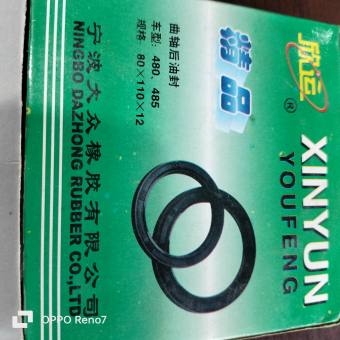 欣运
®
XINYUN
YOUFENG
精品
曲轴后油封
车型: 480、485
规格: 80×110×12
宁波大众橡胶有限公司
NINGBO DAZHONG RUBBER CO.,LTD
OPPO Reno7